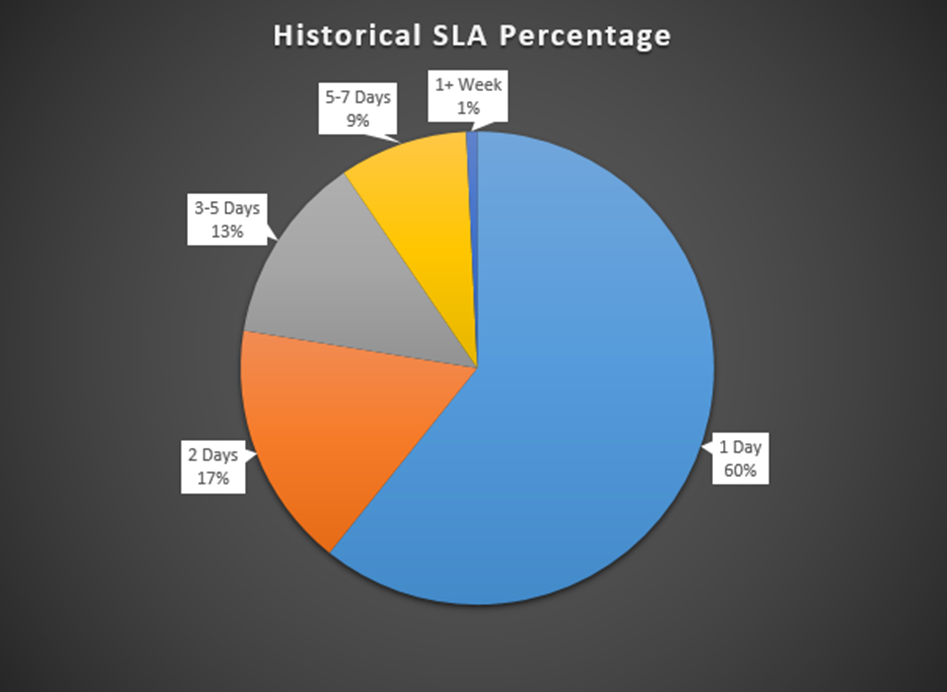 Historical SLA Percentage
1+ Week
1%
5-7 Days
9%
3-5 Days
13%
2 Days
17%
1 Day
60%